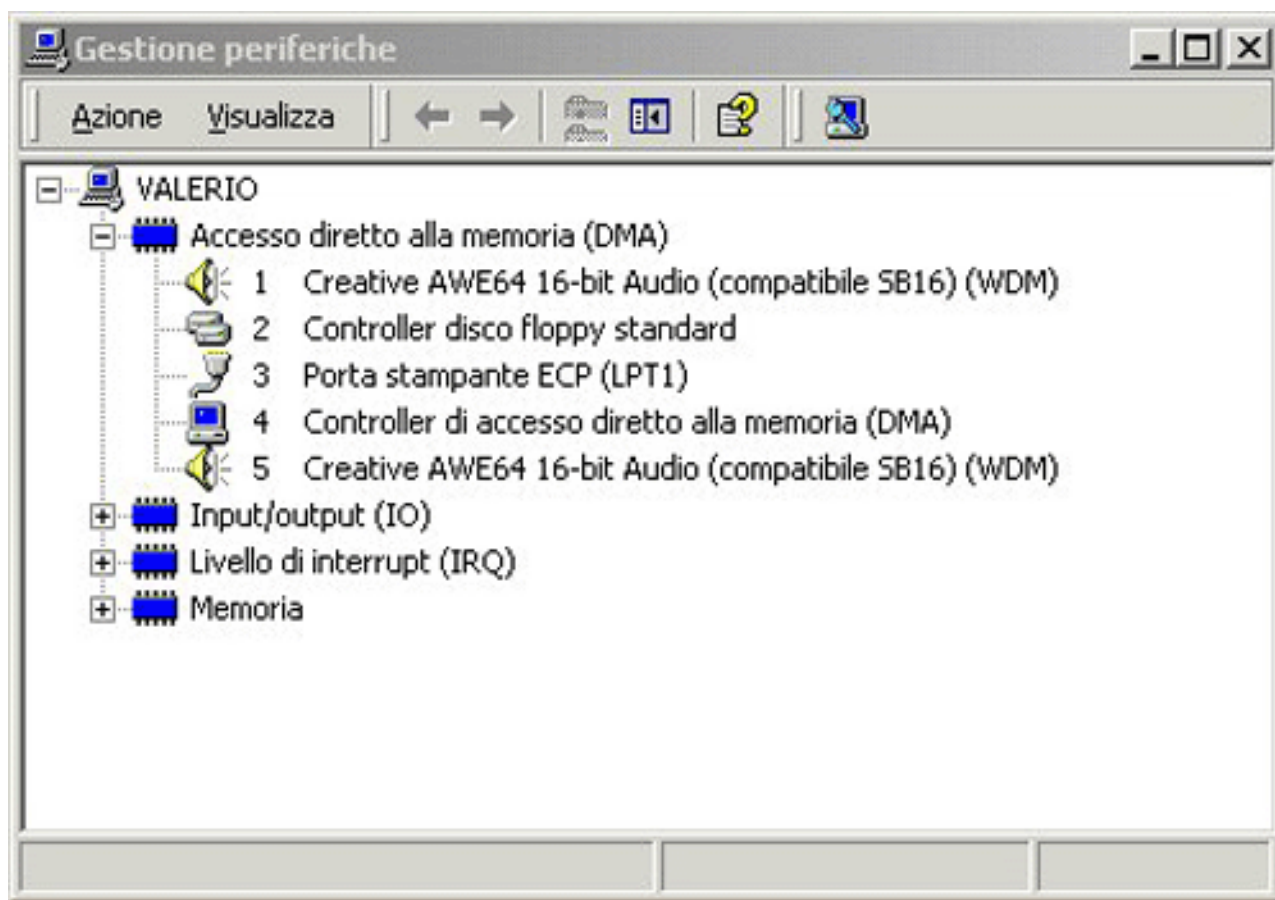 Gestione periferiche
Azione Visualizza
VALERIO
Accesso diretto alla memoria (DMA)
1 Creative AWE64 16-bit Audio (compatibile SB16) (WDM)
2 Controller disco floppy standard
3 Porta stampante ECP (LPT1)
4 Controller di accesso diretto alla memoria (DMA)
5 Creative AWE64 16-bit Audio (compatibile SB16) (WDM)
Input/output (IO)
Livello di interrupt (IRQ)
Memoria